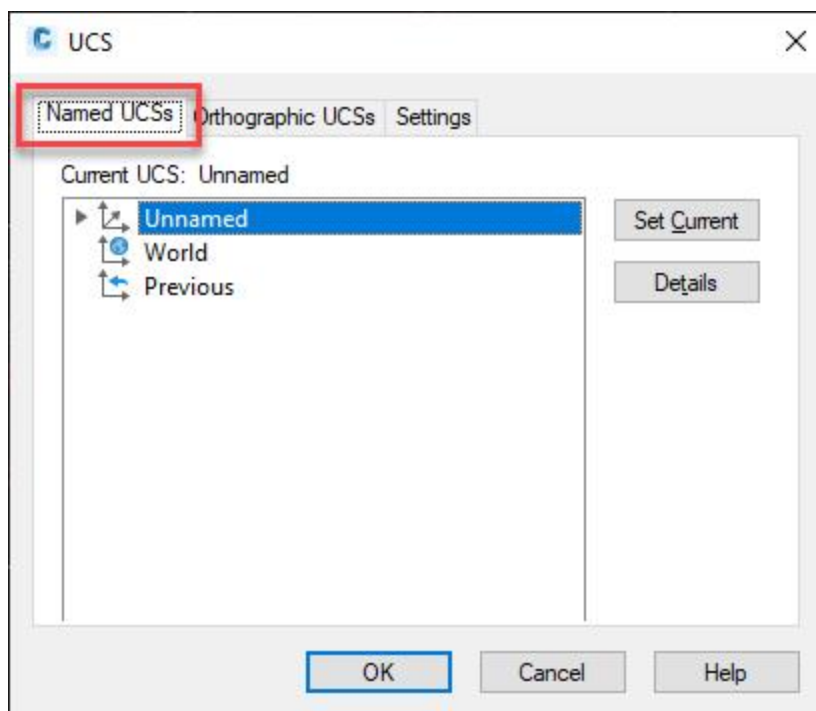 UCS
Named UCSs Orthographic UCSs Settings
Current UCS: Unnamed
Unnamed
Set Current
World
Details
Previous
OK Cancel Help